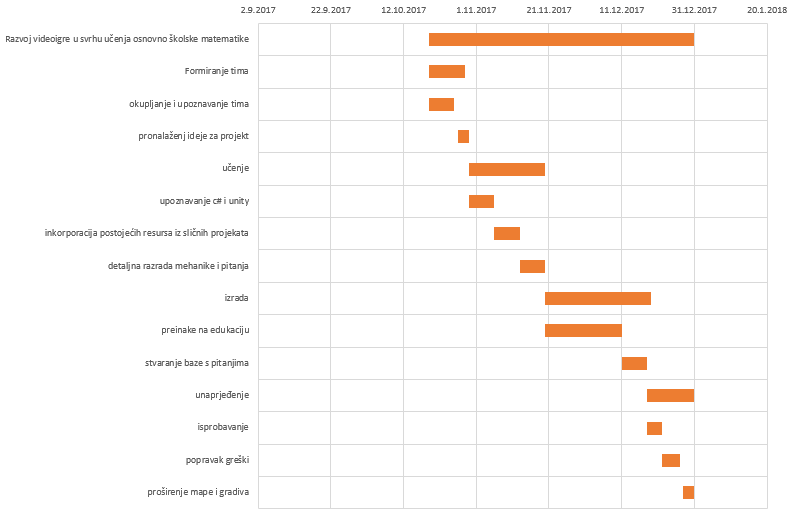 2.9.2017 22.9.2017 12.10.2017 1.11.2017 21.11.2017 11.12.2017 31.12.2017 20.1.2018
Razvoj videoigre u svrhu učenja osnovno školske matematike
Formiranje tima
okupljanje i upoznavanje tima
pronalaženj ideje za projekt
učenje
upoznavanje c# i unity
inkorporacija postojećih resursa iz sličnih projekata
detaljna razrada mehanike i pitanja
izrada
preinake na edukaciju
stvaranje baze s pitanjima
unaprjeđenje
isprobavanje
popravak greški
proširenje mape i gradiva